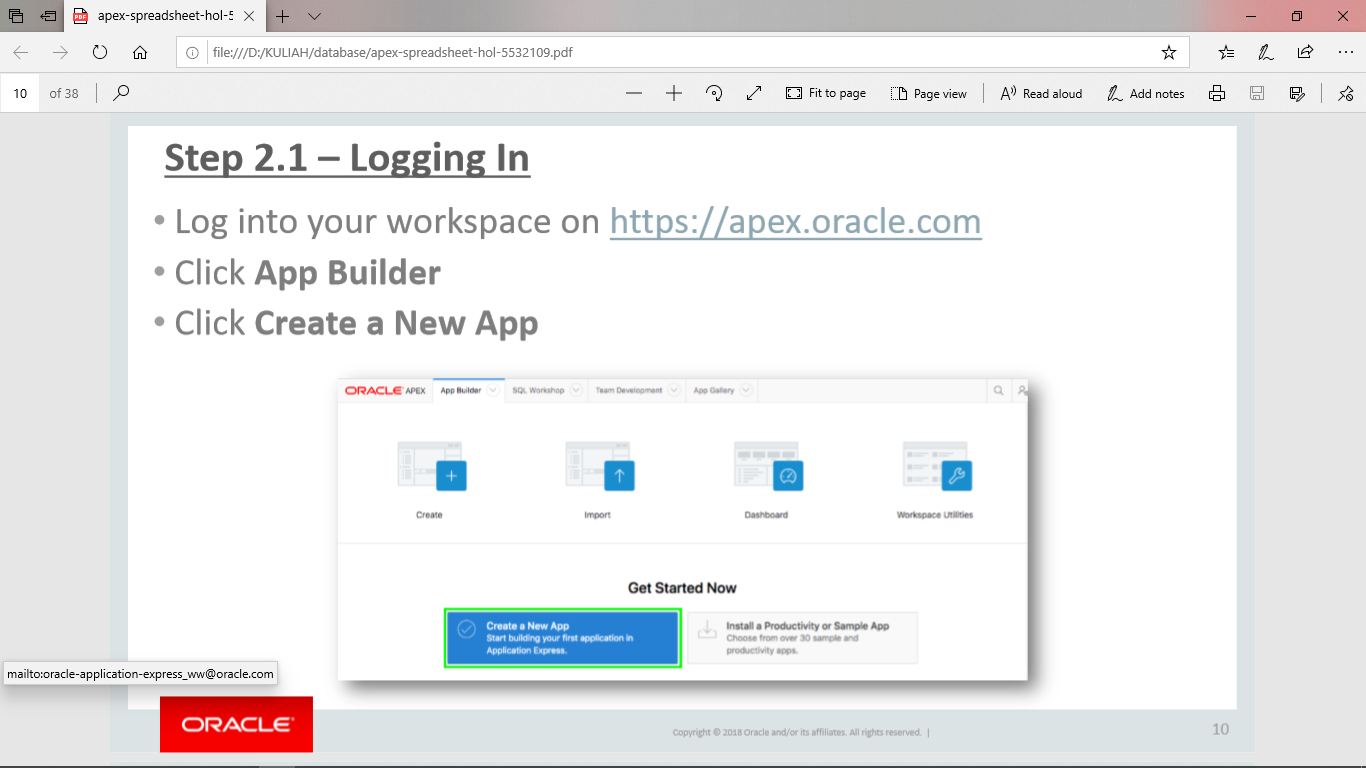 apex-spreadsheet-hol-5
file:///D:/KULIAH/database/apex-spreadsheet-hol-5532109.pdf
10 of 38 Fit to page Page view Read aloud Add notes
Step 2.1 – Logging In
• Log into your workspace on https://apex.oracle.com
• Click App Builder
• Click Create a New App
ORACLE APEX App Builder SQL Workshop Team Development App Gallery
Create Import Dashboard Workspace Utilities
Get Started Now
Create a New App
Start building your first application in
Application Express.
Install a Productivity or Sample App
Choose from over 30 sample and
productivity apps.
mailto:oracle-application-express_ww@oracle.com
ORACLE
Copyright © 2018 Oracle and/or its affiliates. All rights reserved. |
10